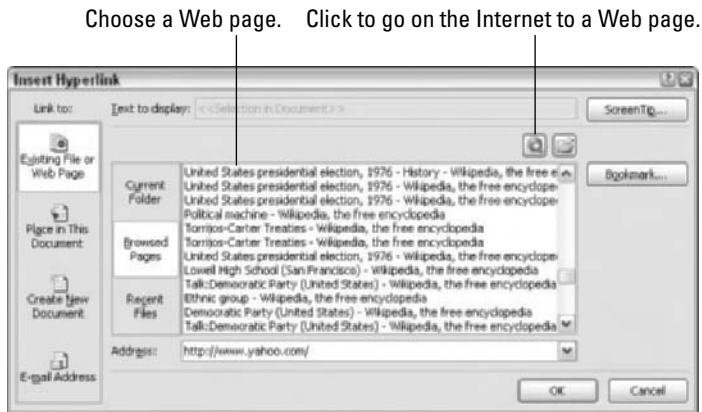 Choose a Web page. Click to go on the Internet to a Web page.
Insert Hyperlink
Link to: Text to display: <<Selection in Document>> ScreenTip...
Existing File or
Web Page
Place in This
Document
Create New
Document
E-mail Address
Current
Folder
Browsed
Pages
Recent
Files
United States presidential election, 1976 - History - Wikipedia, the free e
United States presidential election, 1976 - Wikipedia, the free encyclope
United States presidential election, 1976 - Wikipedia, the free encyclope
Political machine - Wikipedia, the free encyclopedia
Torrijos-Carter Treaties - Wikipedia, the free encyclopedia
Torrijos-Carter Treaties - Wikipedia, the free encyclopedia
United States presidential election, 1976 - Wikipedia, the free encyclope
Lowell High School (San Francisco) - Wikipedia, the free encyclopedia
Talk:Democratic Party (United States) - Wikipedia, the free encyclopedia
Ethnic group - Wikipedia, the free encyclopedia
Democratic Party (United States) - Wikipedia, the free encyclopedia
Talk:Democratic Party (United States) - Wikipedia, the free encyclopedia
Bookmark...
Address: http://www.yahoo.com/
OK Cancel